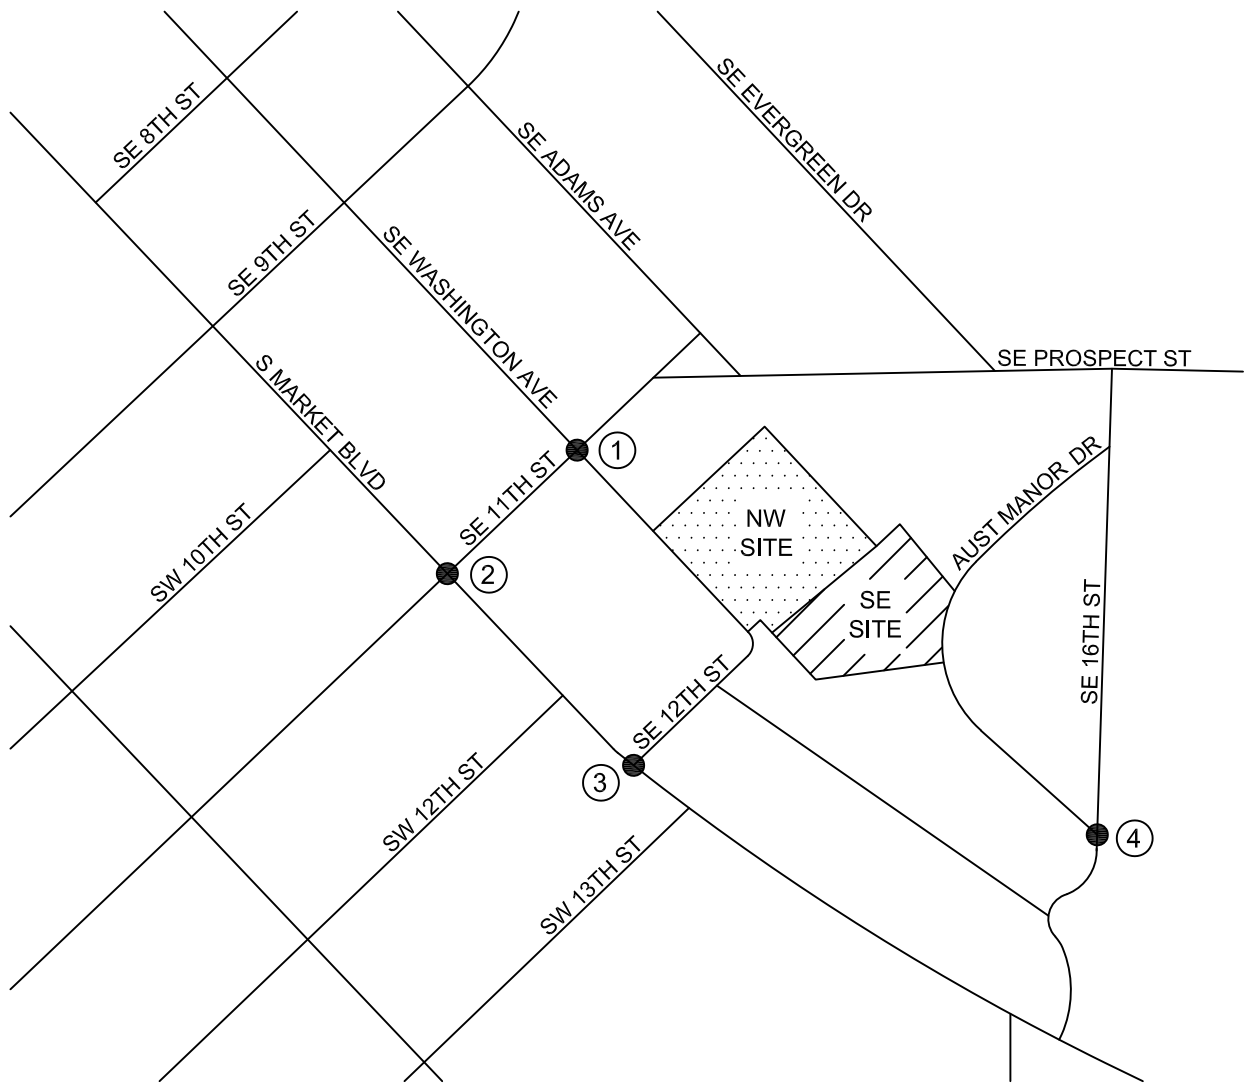 SE EVERGREEN DR
SE 8TH ST
SE ADAMS AVE
SE 9TH ST
SE WASHINGTON AVE
SE PROSPECT ST
S MARKET BLVD
1
SE 11TH ST
AUST MANOR DR
NW
SITE
SW 10TH ST
2
SE
SITE
SE 16TH ST
SE 12TH ST
3
SW 12TH ST
4
SW 13TH ST